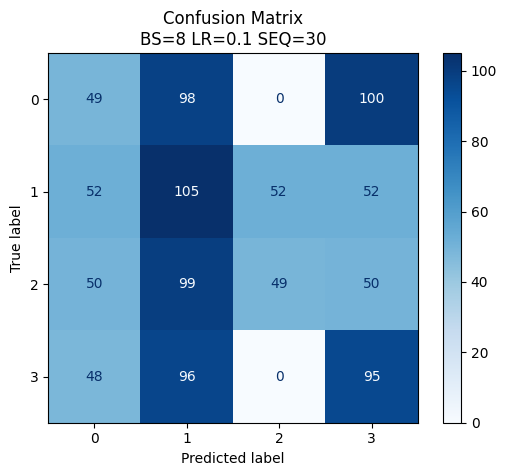 Confusion Matrix
BS=8 LR=0.1 SEQ=30
0 49 98 0 100
1 52 105 52 52
2 50 99 49 50
3 48 96 0 95
0 1 2 3
Predicted label
True label
100
80
60
40
20
0